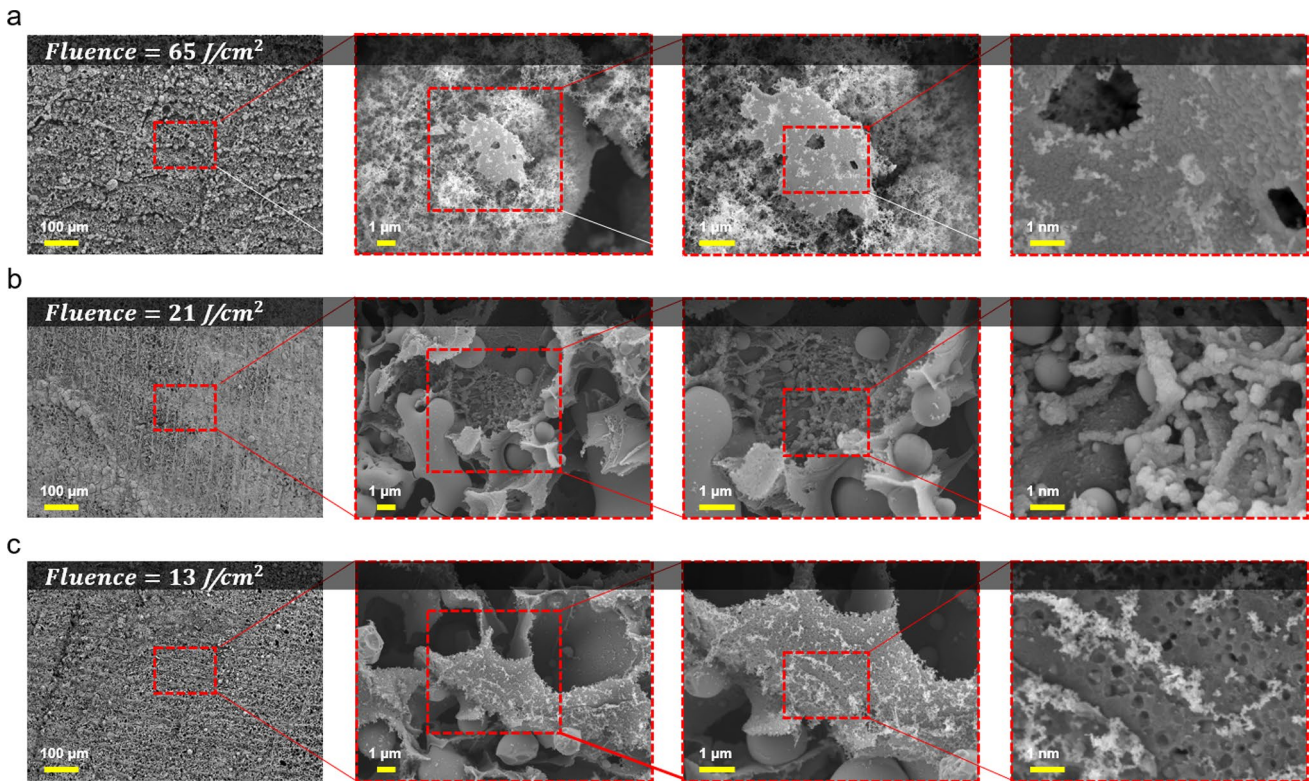 a
Fluence = 65 J/cm²
100 µm
1 µm
1 µm
1 nm
b
Fluence = 21 J/cm²
100 µm
1 µm
1 µm
1 nm
c
Fluence = 13 J/cm²
100 µm
1 µm
1 µm
1 nm